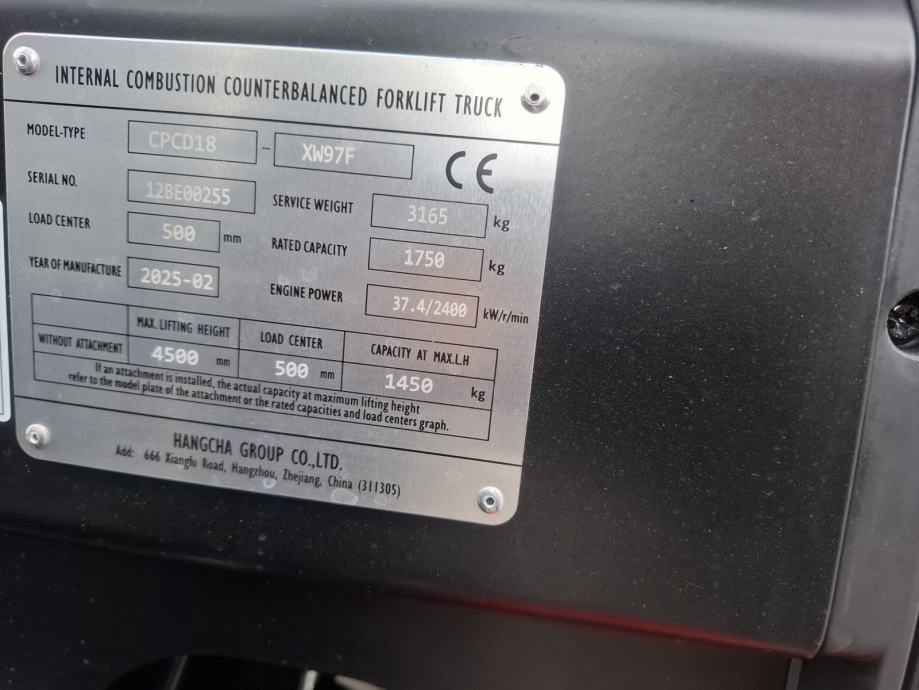 INTERNAL COMBUSTION COUNTERBALANCED FORKLIFT TRUCK
MODEL-TYPE CPCD18 - XW97F
CE
SERIAL NO. 12BE00255
SERVICE WEIGHT 3165 kg
LOAD CENTER 500 mm
RATED CAPACITY 1750 kg
YEAR OF MANUFACTURE 2025-02
ENGINE POWER 37.4/2400 kW/r/min
MAX. LIFTING HEIGHT LOAD CENTER CAPACITY AT MAX.L.H
WITHOUT ATTACHMENT 4500 mm 500 mm 1450 kg
If an attachment is installed, the actual capacity at maximum lifting height
refer to the model plate of the attachment or the rated capacities and load centers graph.
HANGCHA GROUP CO.,LTD.
Add: 666 Xiangfu Road, Hangzhou, Zhejiang, China (311305)